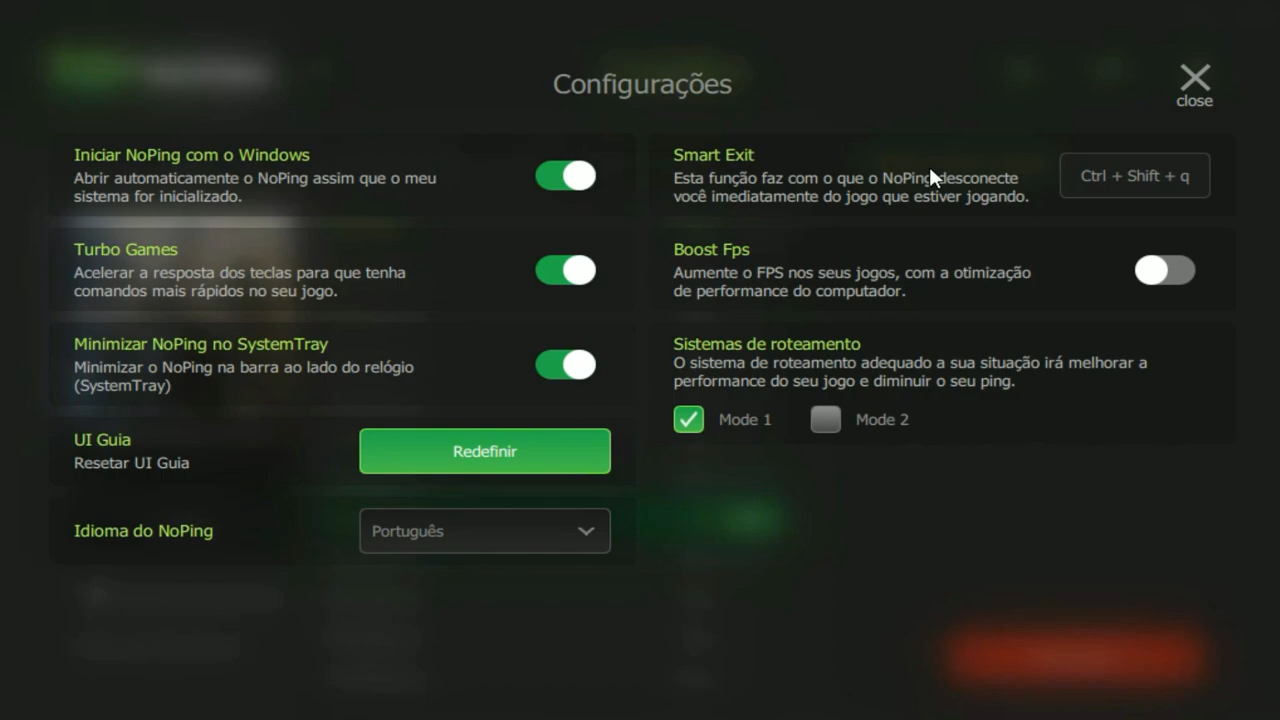 Configurações
close
Iniciar NoPing com o Windows
Abrir automaticamente o NoPing assim que o meu
sistema for inicializado.
Turbo Games
Acelerar a resposta dos teclas para que tenha
comandos mais rápidos no seu jogo.
Minimizar NoPing no SystemTray
Minimizar o NoPing na barra ao lado do relógio
(SystemTray)
UI Guia
Resetar UI Guia
Redefinir
Idioma do NoPing
Português
Smart Exit
Esta função faz com o que o NoPing desconecte
você imediatamente do jogo que estiver jogando.
Ctrl + Shift + q
Boost Fps
Aumente o FPS nos seus jogos, com a otimização
de performance do computador.
Sistemas de roteamento
O sistema de roteamento adequado a sua situação irá melhorar a
performance do seu jogo e diminuir o seu ping.
Mode 1
Mode 2